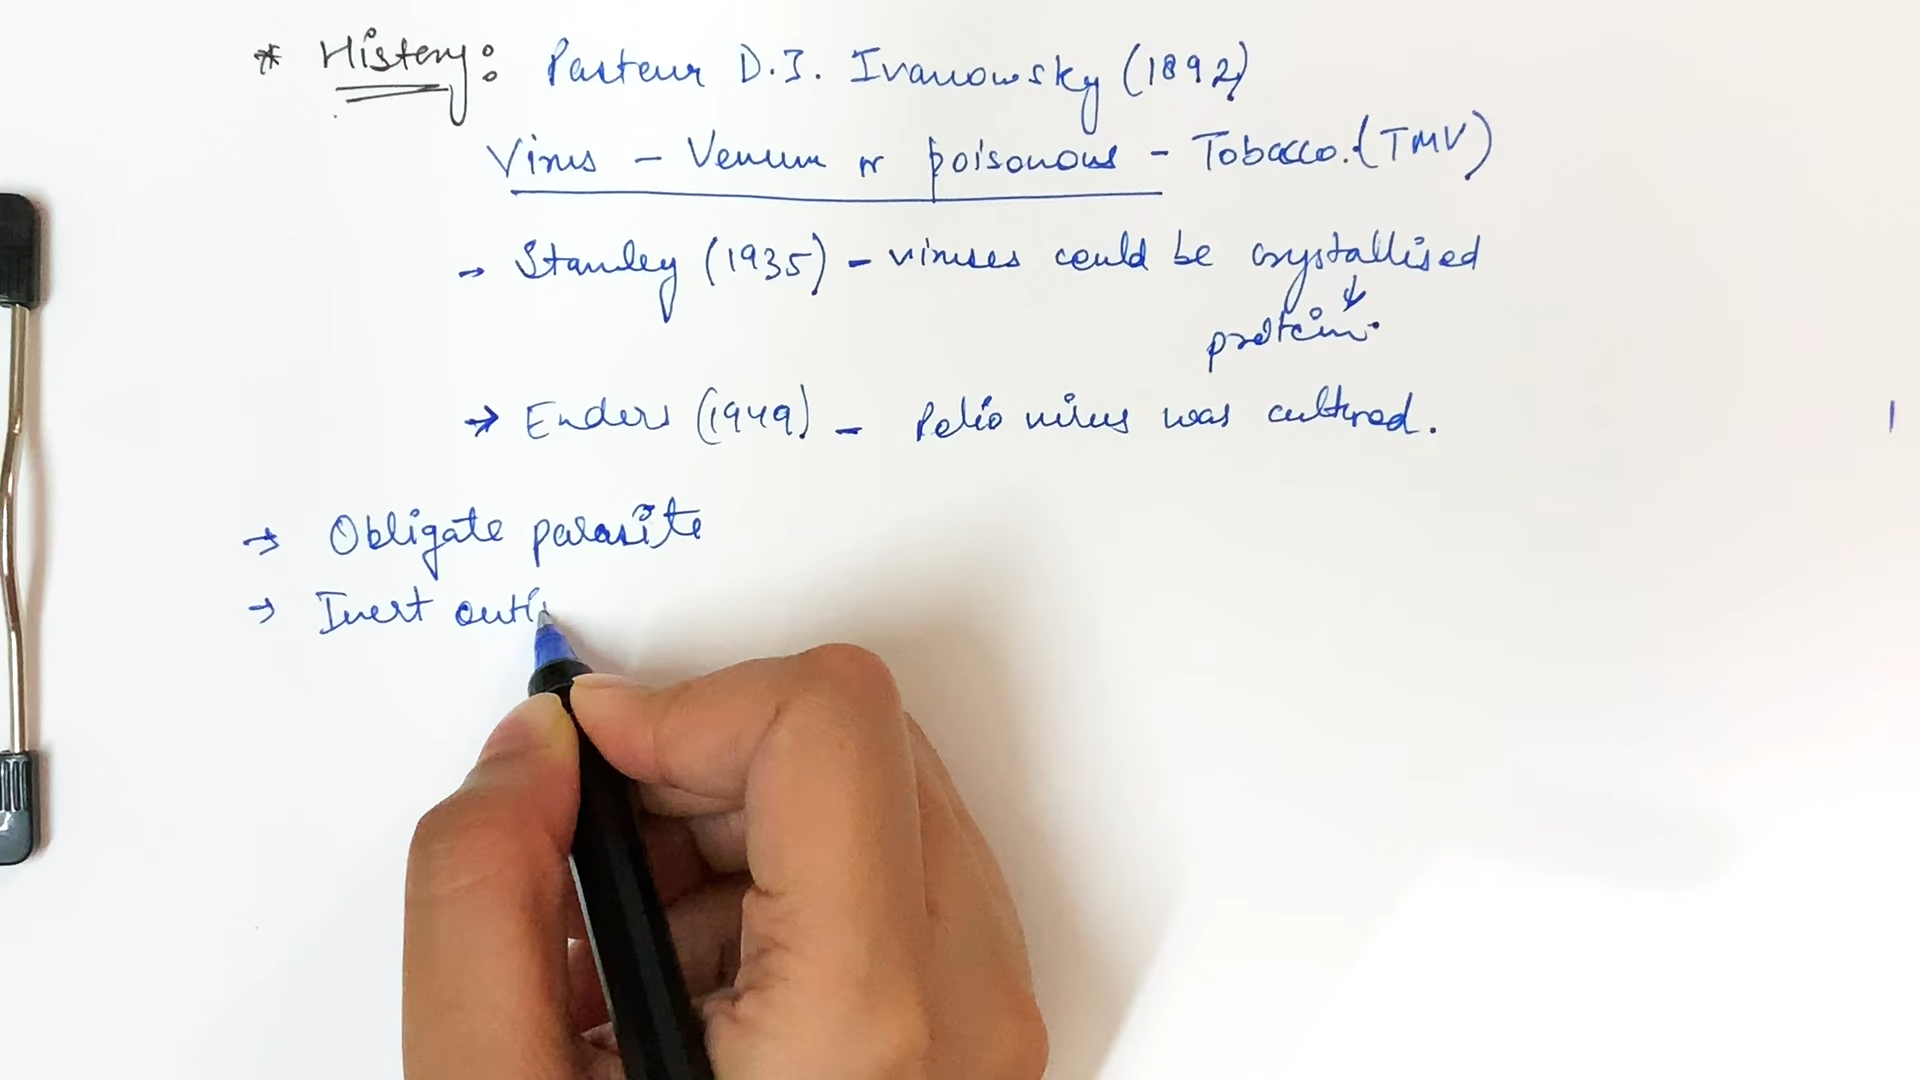 * History:  Pasteur D.J. Ivanowsky (1892)
Virus – Venum or poisonous – Tobacco. (TMV)
→ Stanley (1935) – viruses could be crystallised
↓
protein.
→ Enders (1949) – Polio virus was cultured.
→ Obligate parasite
→ Inert